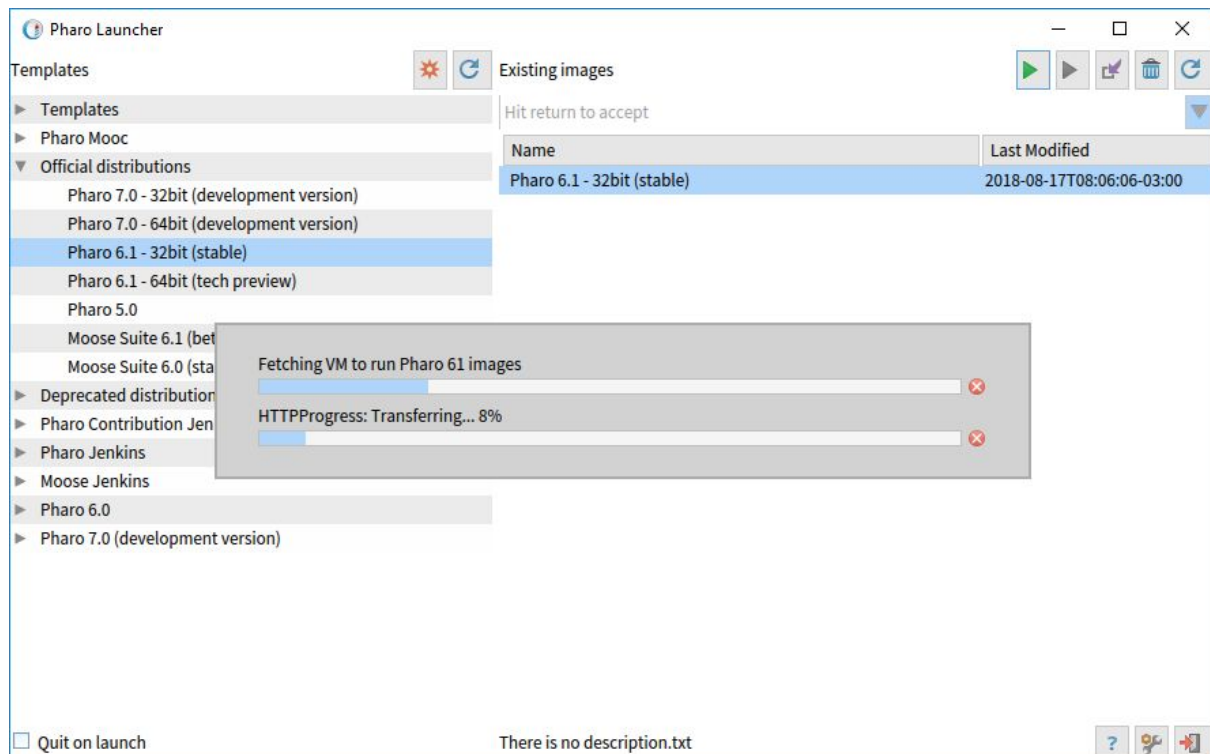 Pharo Launcher
Templates
Existing images
Templates
Pharo Mooc
Official distributions
Pharo 7.0 - 32bit (development version)
Pharo 7.0 - 64bit (development version)
Pharo 6.1 - 32bit (stable)
Pharo 6.1 - 64bit (tech preview)
Pharo 5.0
Moose Suite 6.1 (bet
Moose Suite 6.0 (sta
Deprecated distribution
Pharo Contribution Jen
Pharo Jenkins
Moose Jenkins
Pharo 6.0
Pharo 7.0 (development version)
Hit return to accept
Name Last Modified
Pharo 6.1 - 32bit (stable) 2018-08-17T08:06:06-03:00
Fetching VM to run Pharo 61 images
HTTPProgress: Transferring... 8%
Quit on launch
There is no description.txt
?